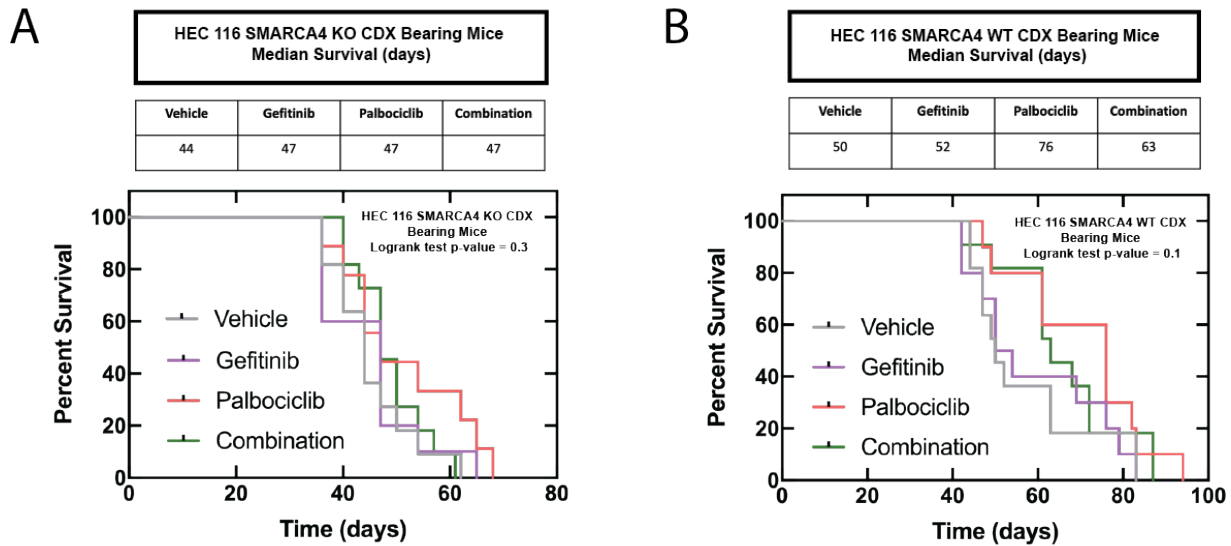 A
HEC 116 SMARCA4 KO CDX Bearing Mice
Median Survival (days)
Vehicle Gefitinib Palbociclib Combination
44 47 47 47
HEC 116 SMARCA4 KO CDX
Bearing Mice
Logrank test p-value = 0.3
Percent Survival
100
80
60
40
20
0
Vehicle
Gefitinib
Palbociclib
Combination
0 20 40 60 80
Time (days)
B
HEC 116 SMARCA4 WT CDX Bearing Mice
Median Survival (days)
Vehicle Gefitinib Palbociclib Combination
50 52 76 63
HEC 116 SMARCA4 WT CDX
Bearing Mice
Logrank test p-value = 0.1
Percent Survival
100
80
60
40
20
0
Vehicle
Gefitinib
Palbociclib
Combination
0 20 40 60 80 100
Time (days)